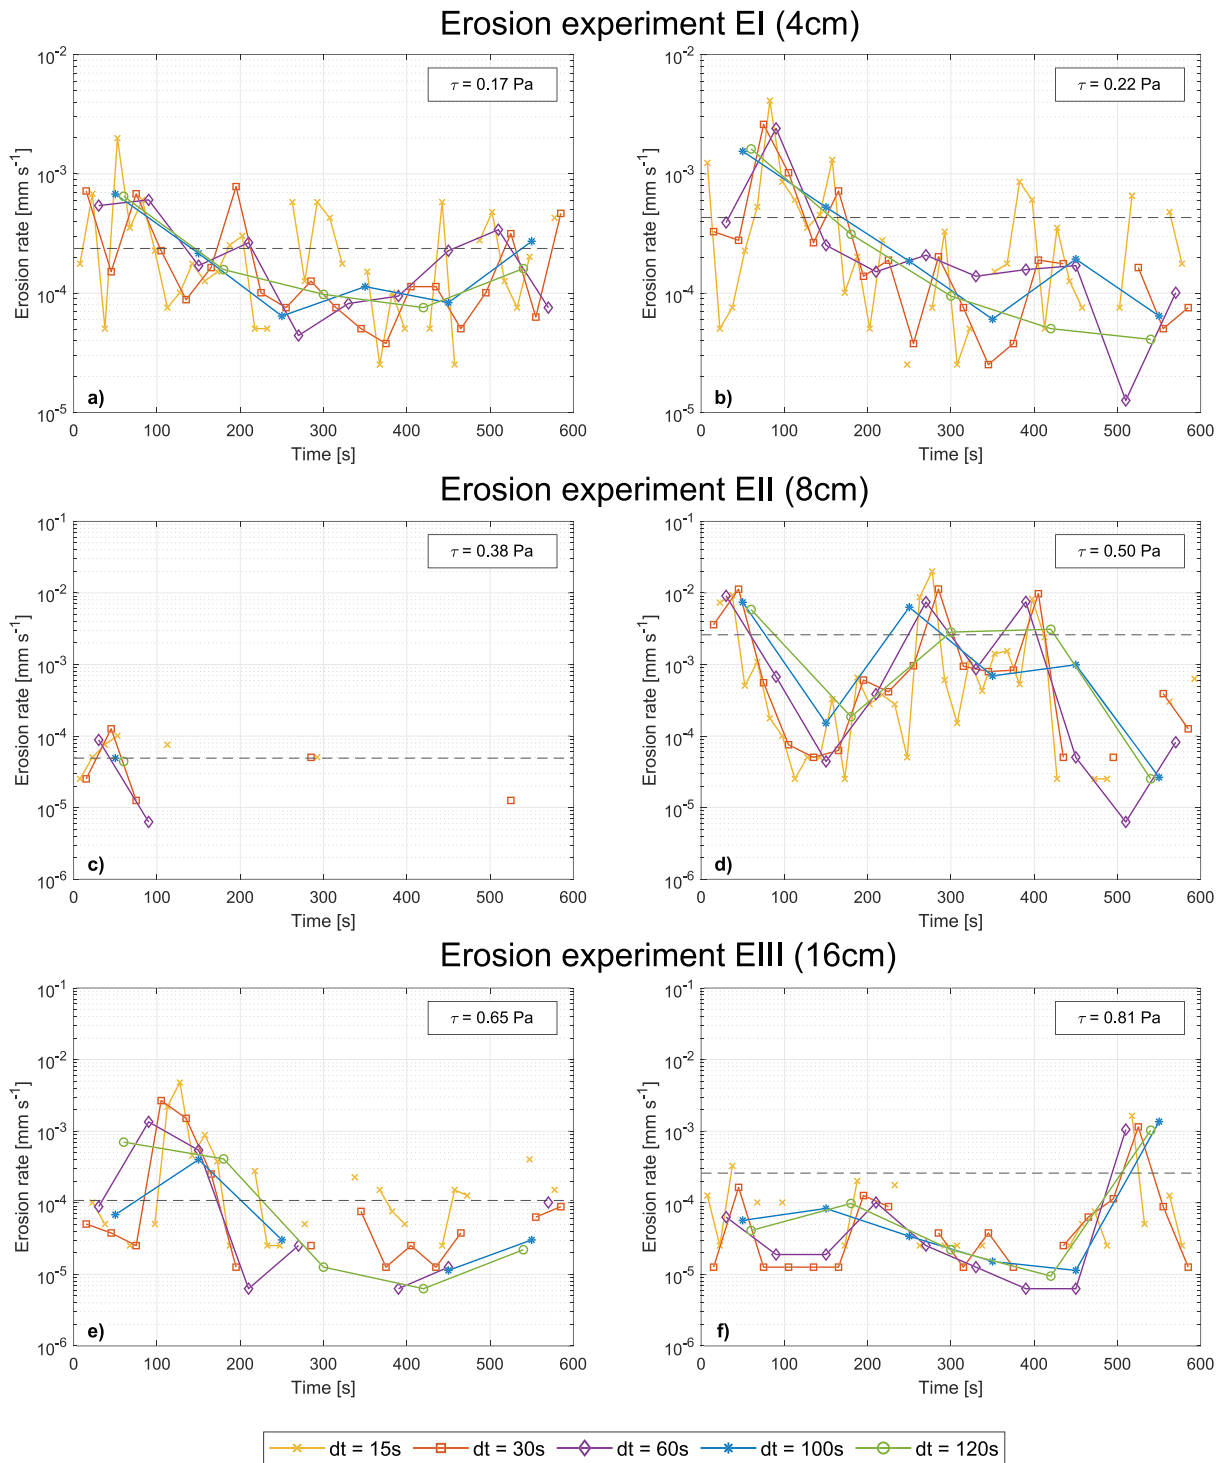 Erosion experiment EI (4cm)
Erosion rate [mm s⁻¹]
10⁻²
10⁻³
10⁻⁴
10⁻⁵
τ = 0.17 Pa
a)
0 100 200 300 400 500 600
Time [s]
Erosion rate [mm s⁻¹]
10⁻²
10⁻³
10⁻⁴
10⁻⁵
τ = 0.22 Pa
b)
0 100 200 300 400 500 600
Time [s]
Erosion experiment EII (8cm)
Erosion rate [mm s⁻¹]
10⁻¹
10⁻²
10⁻³
10⁻⁴
10⁻⁵
10⁻⁶
τ = 0.38 Pa
c)
0 100 200 300 400 500 600
Time [s]
Erosion rate [mm s⁻¹]
10⁻¹
10⁻²
10⁻³
10⁻⁴
10⁻⁵
10⁻⁶
τ = 0.50 Pa
d)
0 100 200 300 400 500 600
Time [s]
Erosion experiment EIII (16cm)
Erosion rate [mm s⁻¹]
10⁻¹
10⁻²
10⁻³
10⁻⁴
10⁻⁵
10⁻⁶
τ = 0.65 Pa
e)
0 100 200 300 400 500 600
Time [s]
Erosion rate [mm s⁻¹]
10⁻¹
10⁻²
10⁻³
10⁻⁴
10⁻⁵
10⁻⁶
τ = 0.81 Pa
f)
0 100 200 300 400 500 600
Time [s]
dt = 15s dt = 30s dt = 60s dt = 100s dt = 120s